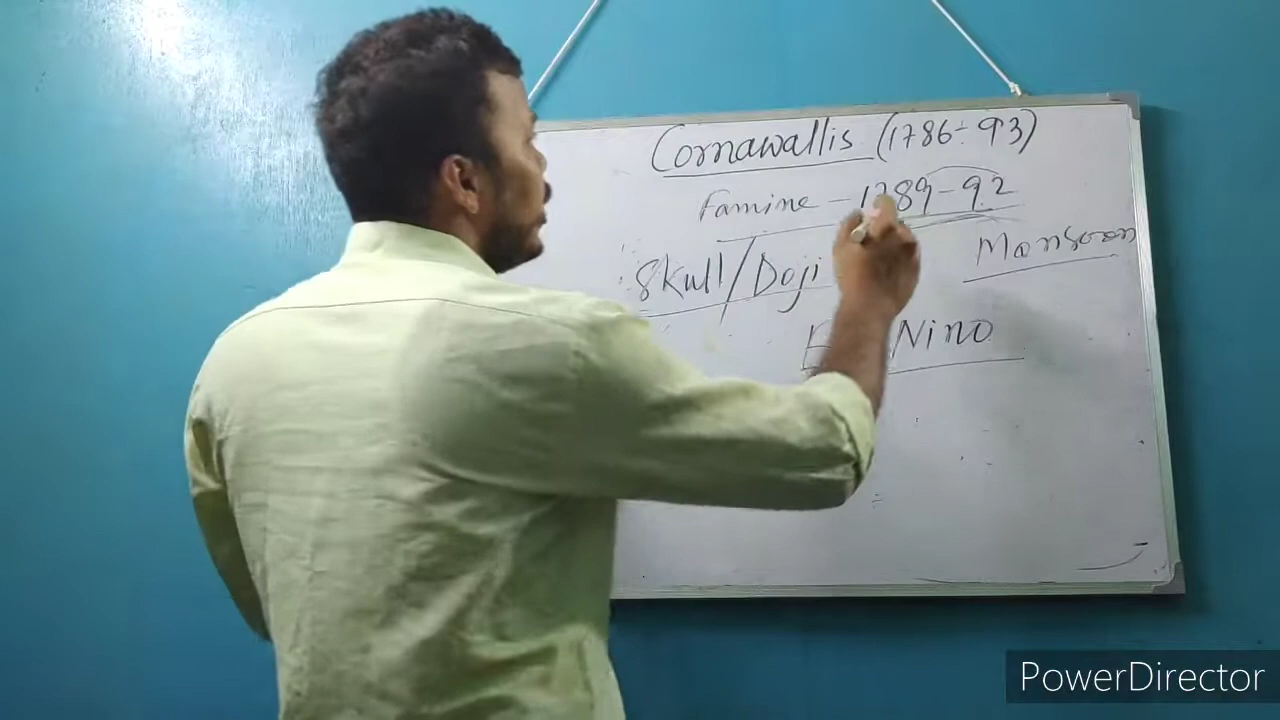 Cornawallis (1786-93)
Famine - 1789-92
Skull/Doji
Monsoon
Nino
PowerDirector